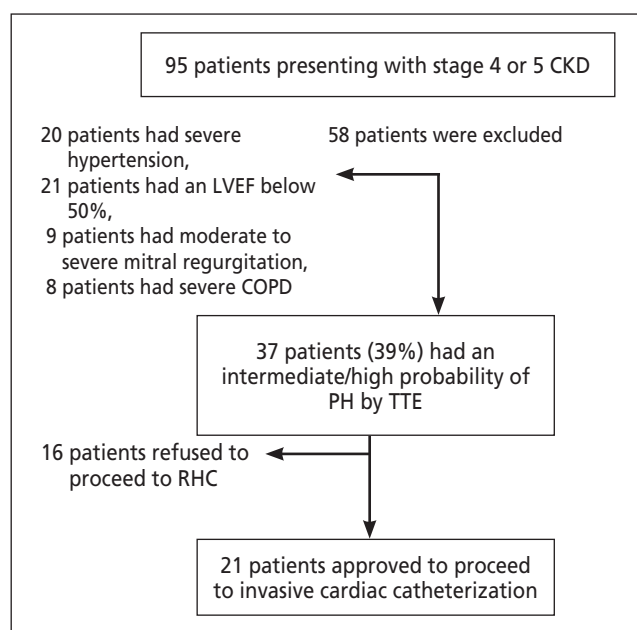 95 patients presenting with stage 4 or 5 CKD
20 patients had severe
hypertension,
21 patients had an LVEF below
50%,
9 patients had moderate to
severe mitral regurgitation,
8 patients had severe COPD
58 patients were excluded
37 patients (39%) had an
intermediate/high probability of
PH by TTE
16 patients refused to
proceed to RHC
21 patients approved to proceed
to invasive cardiac catheterization